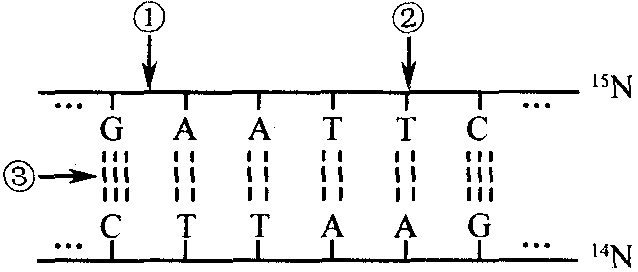 ① ②
¹⁵N
... G A A T T C ...
③
C T T A A G
... ... ¹⁴N